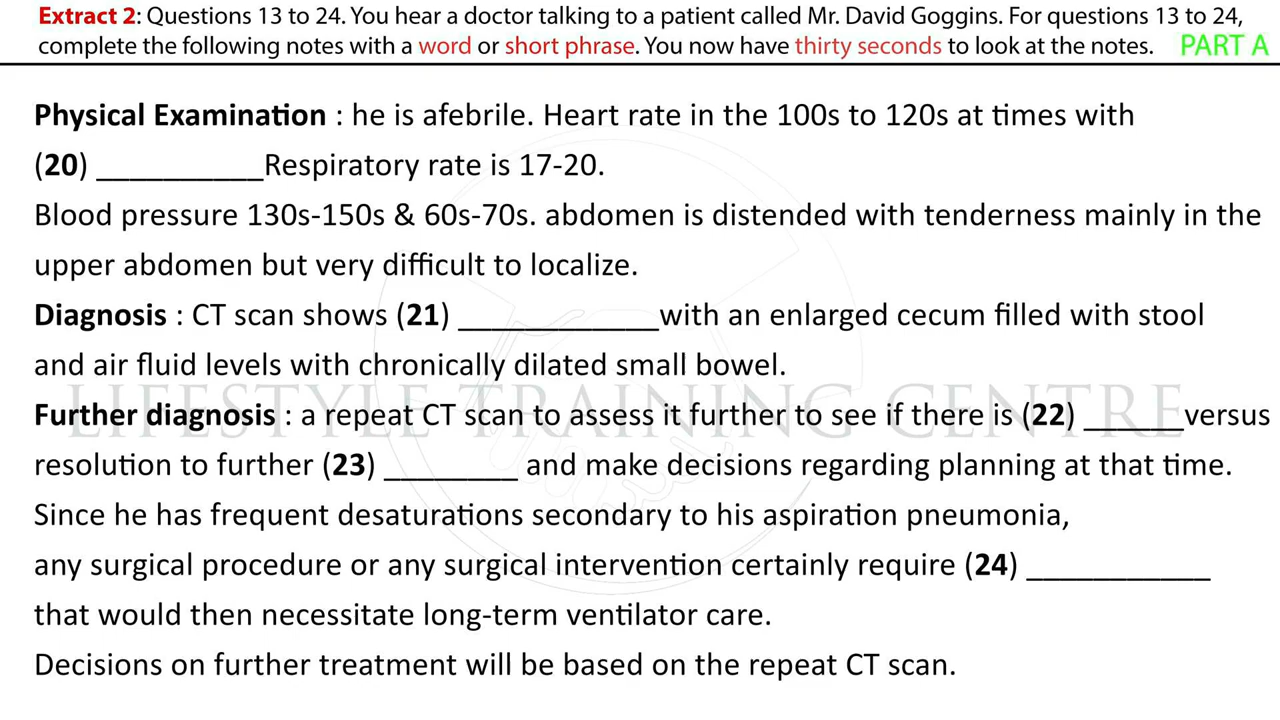 Extract 2: Questions 13 to 24. You hear a doctor talking to a patient called Mr. David Goggins. For questions 13 to 24,
complete the following notes with a word or short phrase. You now have thirty seconds to look at the notes. PART A
Physical Examination : he is afebrile. Heart rate in the 100s to 120s at times with
(20) __________Respiratory rate is 17-20.
Blood pressure 130s-150s & 60s-70s. abdomen is distended with tenderness mainly in the
upper abdomen but very difficult to localize.
Diagnosis : CT scan shows (21) ____________with an enlarged cecum filled with stool
and air fluid levels with chronically dilated small bowel.
LIFESTYLE TRAINING CENTRE
Further diagnosis : a repeat CT scan to assess it further to see if there is (22) ______versus
resolution to further (23) ________ and make decisions regarding planning at that time.
Since he has frequent desaturations secondary to his aspiration pneumonia,
any surgical procedure or any surgical intervention certainly require (24) ___________
that would then necessitate long-term ventilator care.
Decisions on further treatment will be based on the repeat CT scan.